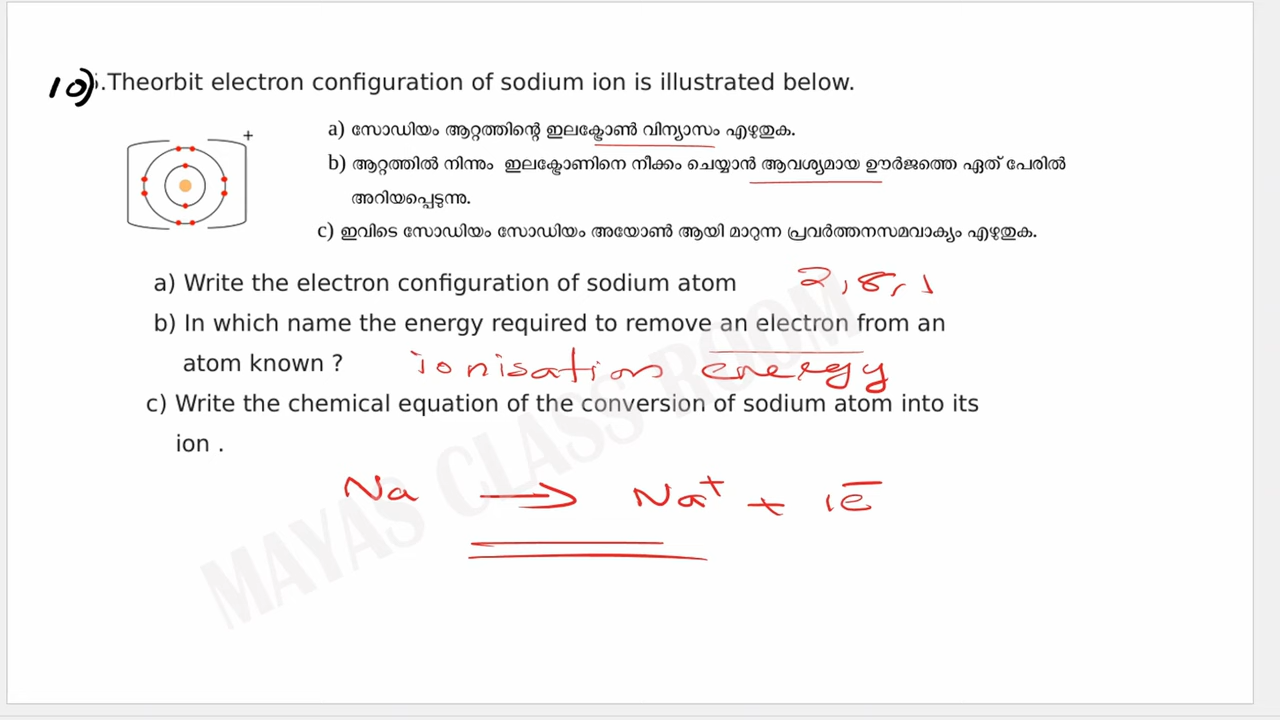 10) .Theorbit electron configuration of sodium ion is illustrated below.
+
a) സോഡിയം ആറ്റത്തിന്റെ ഇലക്ട്രോൺ വിന്യാസം എഴുതുക.
b) ആറ്റത്തിൽ നിന്നും ഇലക്ട്രോണിനെ നീക്കം ചെയ്യാൻ ആവശ്യമായ ഊർജത്തെ ഏത് പേരിൽ
അറിയപ്പെടുന്നു.
c) ഇവിടെ സോഡിയം സോഡിയം അയോൺ ആയി മാറുന്ന പ്രവർത്തനസമവാക്യം എഴുതുക.
a) Write the electron configuration of sodium atom 2, 8, 1
b) In which name the energy required to remove an electron from an
atom known ? ionisation energy
c) Write the chemical equation of the conversion of sodium atom into its
ion .
Na → Na⁺ + 1e̅
MAYAS CLASS ROOM